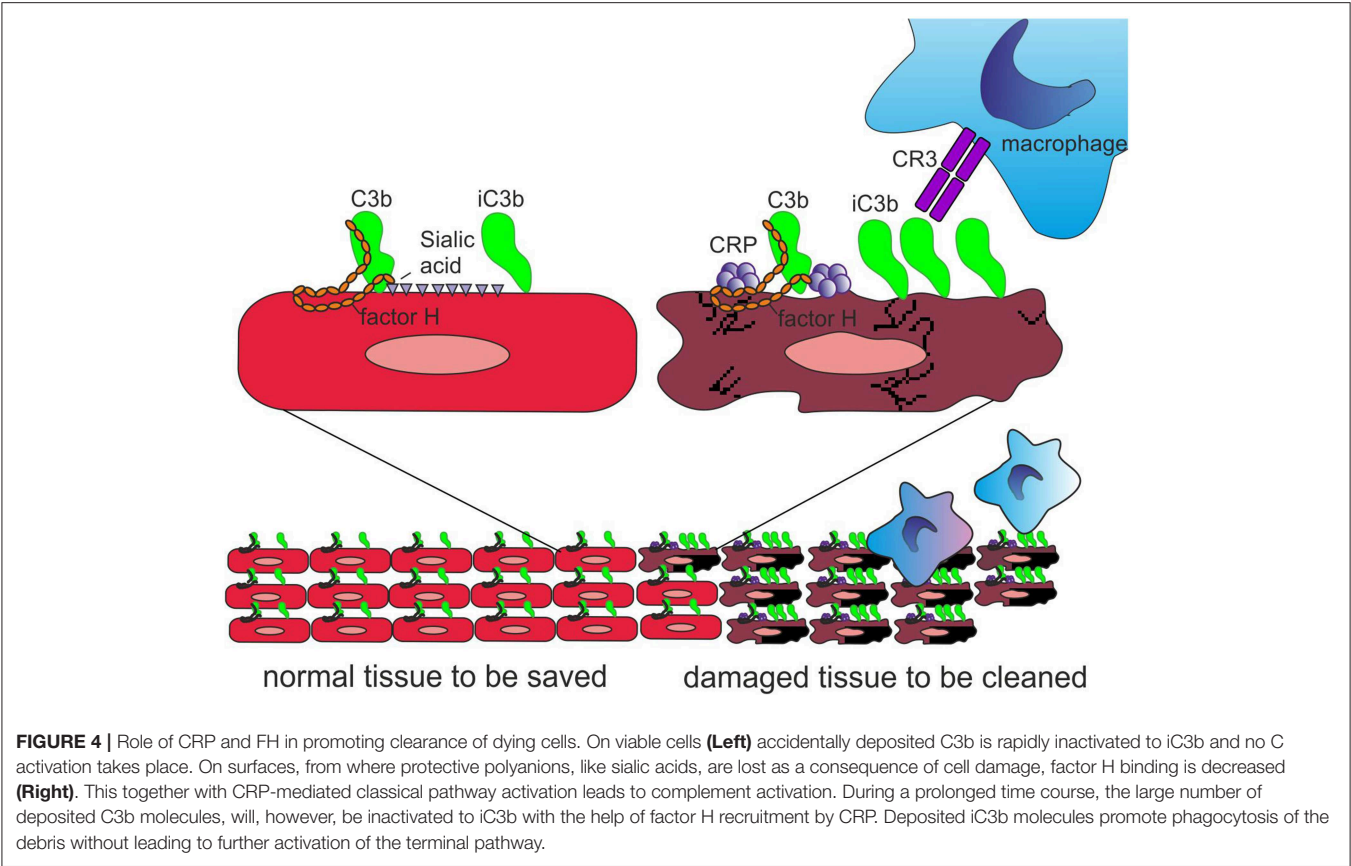 macrophage
CR3
C3b
iC3b
Sialic
acid
factor H
C3b
iC3b
CRP
factor H
normal tissue to be saved
damaged tissue to be cleaned
FIGURE 4 | Role of CRP and FH in promoting clearance of dying cells. On viable cells (Left) accidentally deposited C3b is rapidly inactivated to iC3b and no C
activation takes place. On surfaces, from where protective polyanions, like sialic acids, are lost as a consequence of cell damage, factor H binding is decreased
(Right). This together with CRP-mediated classical pathway activation leads to complement activation. During a prolonged time course, the large number of
deposited C3b molecules, will, however, be inactivated to iC3b with the help of factor H recruitment by CRP. Deposited iC3b molecules promote phagocytosis of the
debris without leading to further activation of the terminal pathway.